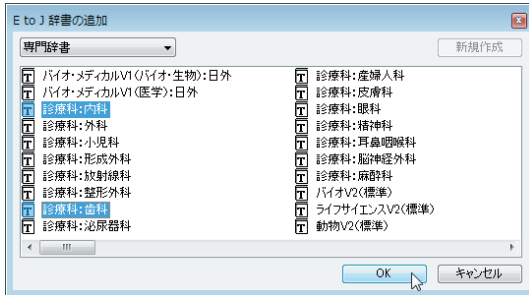 E to J 辞書の追加
専門辞書
新規作成
バイオ・メディカルV1(バイオ・生物):日外
バイオ・メディカルV1(医学):日外
診療科:内科
診療科:外科
診療科:小児科
診療科:形成外科
診療科:放射線科
診療科:整形外科
診療科:歯科
診療科:泌尿器科
診療科:産婦人科
診療科:皮膚科
診療科:眼科
診療科:精神科
診療科:耳鼻咽喉科
診療科:脳神経外科
診療科:麻酔科
バイオV2(標準)
ライフサイエンスV2(標準)
動物V2(標準)
OK
キャンセル